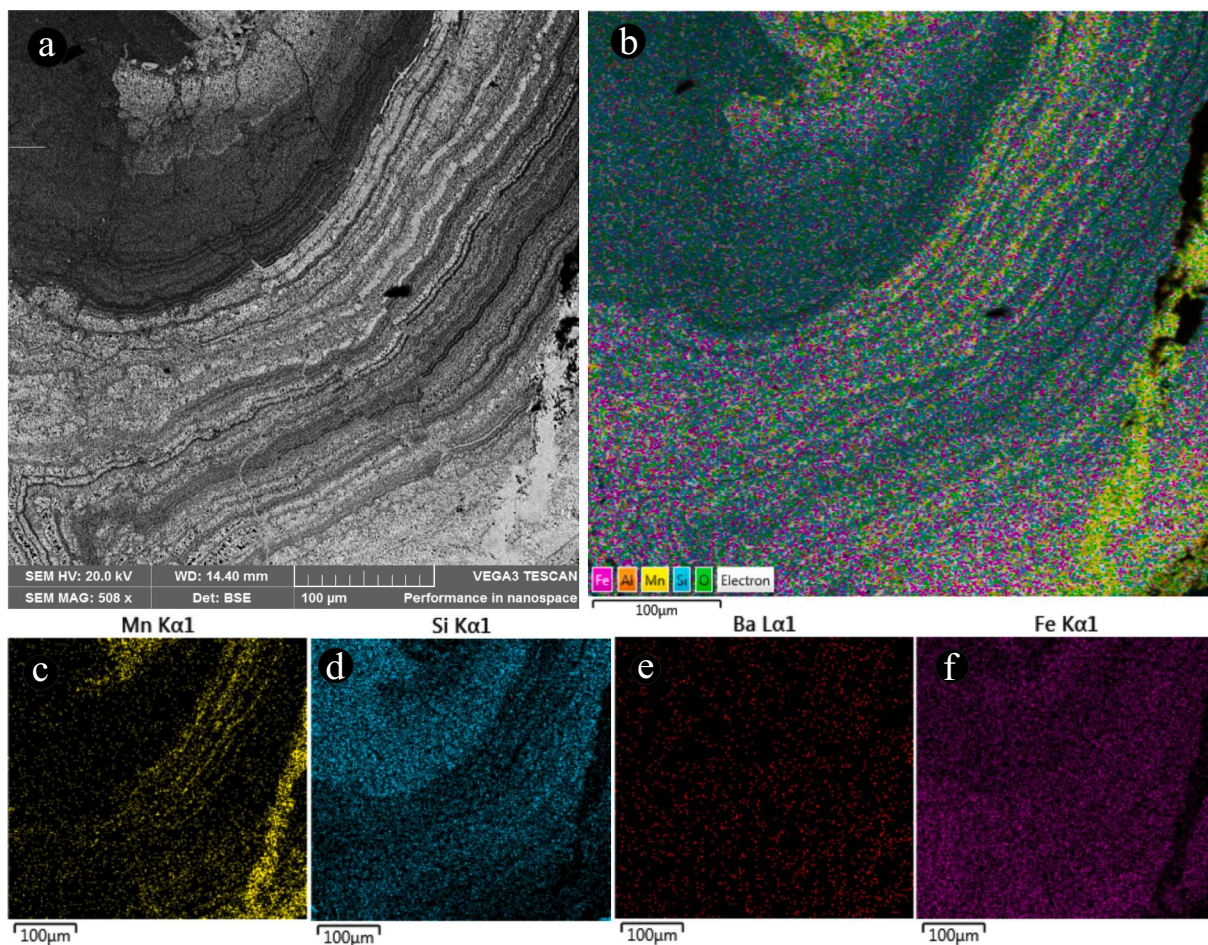 a
b
SEM HV: 20.0 kV
WD: 14.40 mm
VEGA3 TESCAN
SEM MAG: 508 x
Det: BSE
100 µm
Performance in nanospace
Fe Al Mn Si O Electron
100µm
Mn Kα1
Si Kα1
Ba Lα1
Fe Kα1
c
d
e
f
100µm
100µm
100µm
100µm